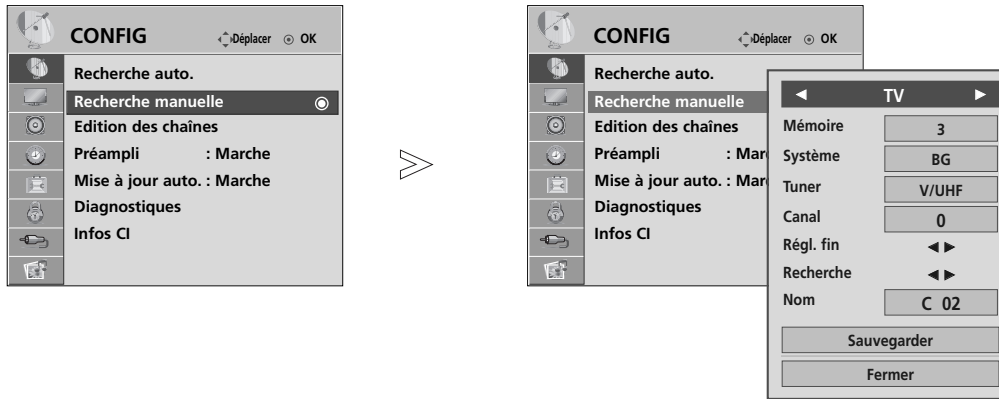 CONFIG Déplacer OK
Recherche auto.
Recherche manuelle
Edition des chaînes
Préampli : Marche
Mise à jour auto. : Marche
Diagnostiques
Infos CI
CONFIG Déplacer OK
Recherche auto.
Recherche manuelle
Edition des chaînes
Préampli : Mar
Mise à jour auto. : Mar
Diagnostiques
Infos CI
TV
Mémoire 3
Système BG
Tuner V/UHF
Canal 0
Régl. fin
Recherche
Nom C 02
Sauvegarder
Fermer